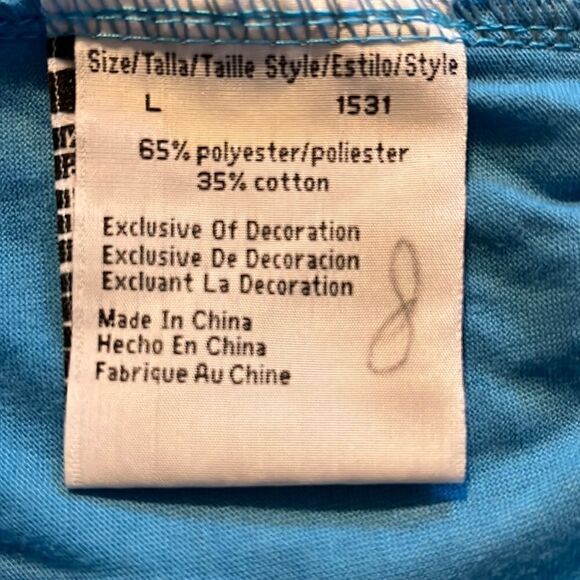 Size/Talla/Taille Style/Estilo/Style
L 1531
65% polyester/poliester
35% cotton
Exclusive Of Decoration
Exclusive De Decoracion
Excluant La Decoration
Made In China
Hecho En China
Fabrique Au Chine